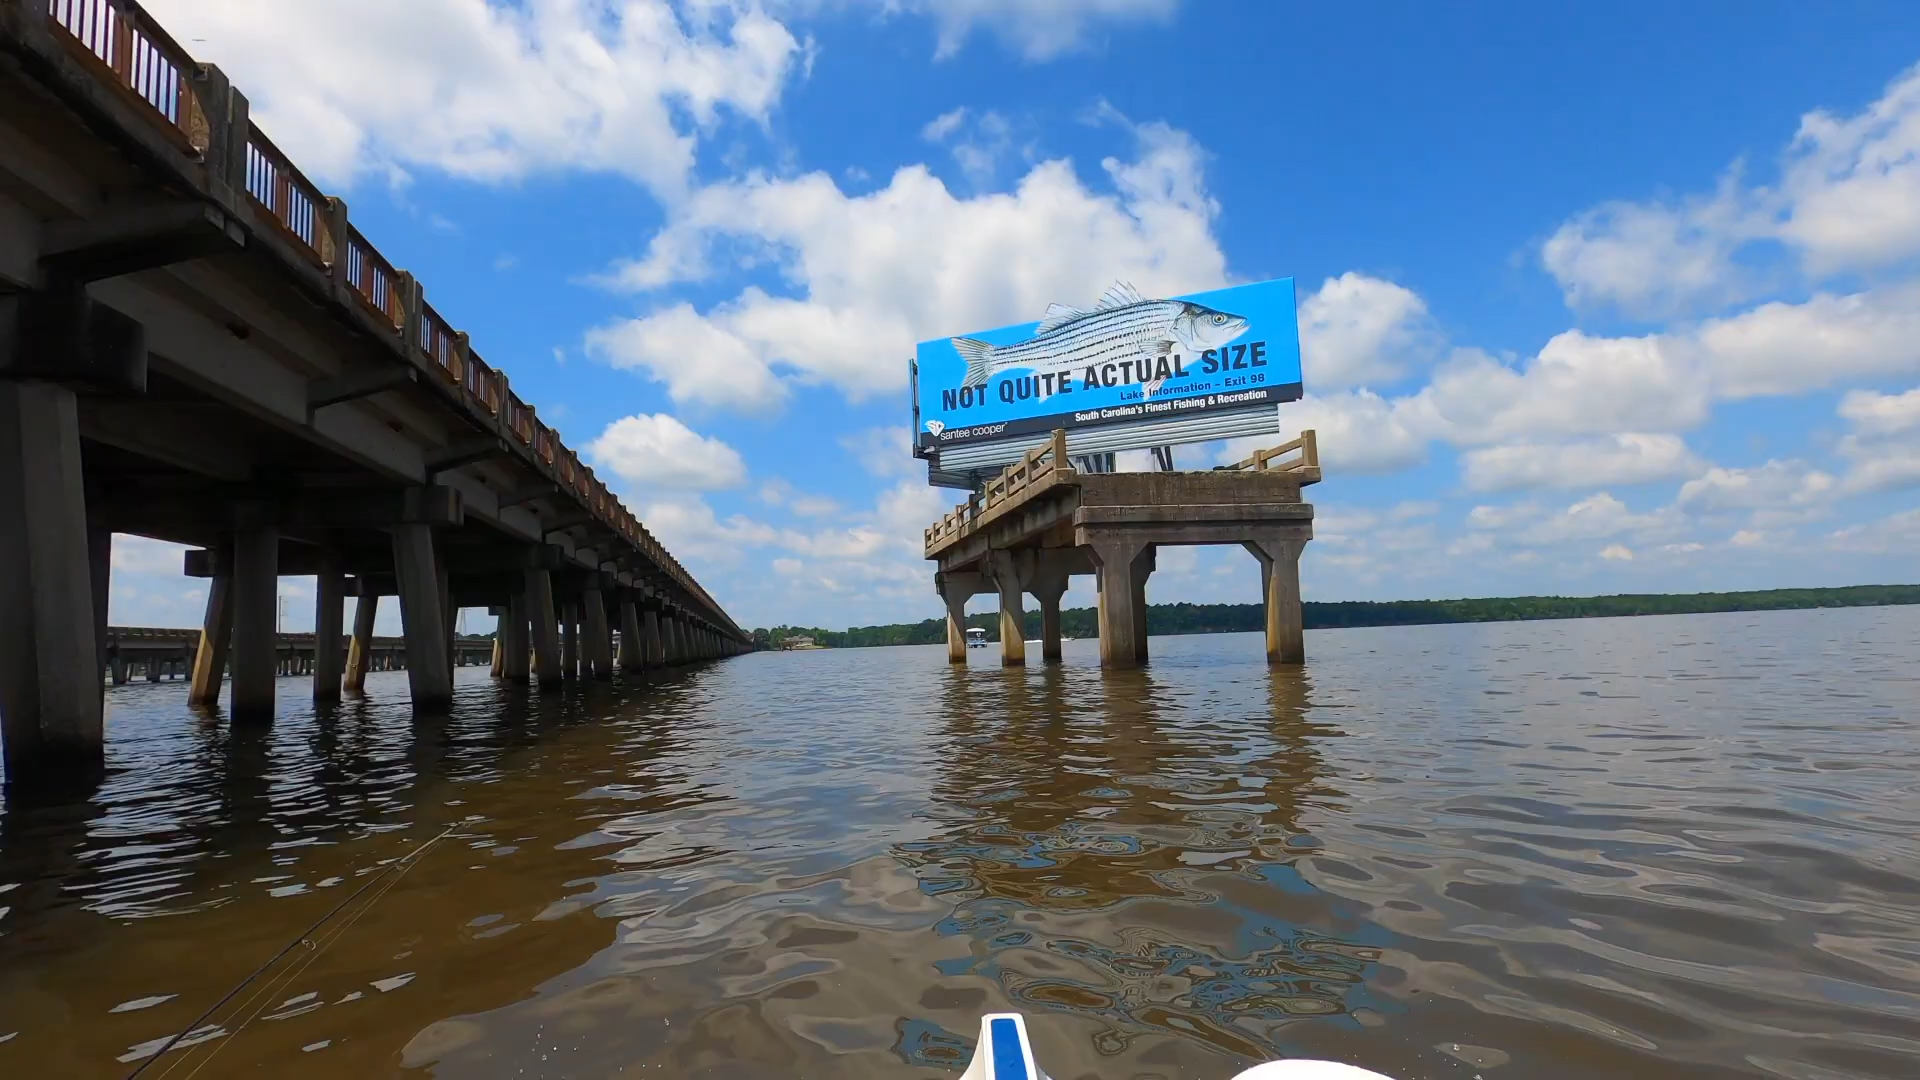 NOT QUITE ACTUAL SIZE
Lake Information - Exit 98
South Carolina's Finest Fishing & Recreation
santee cooper